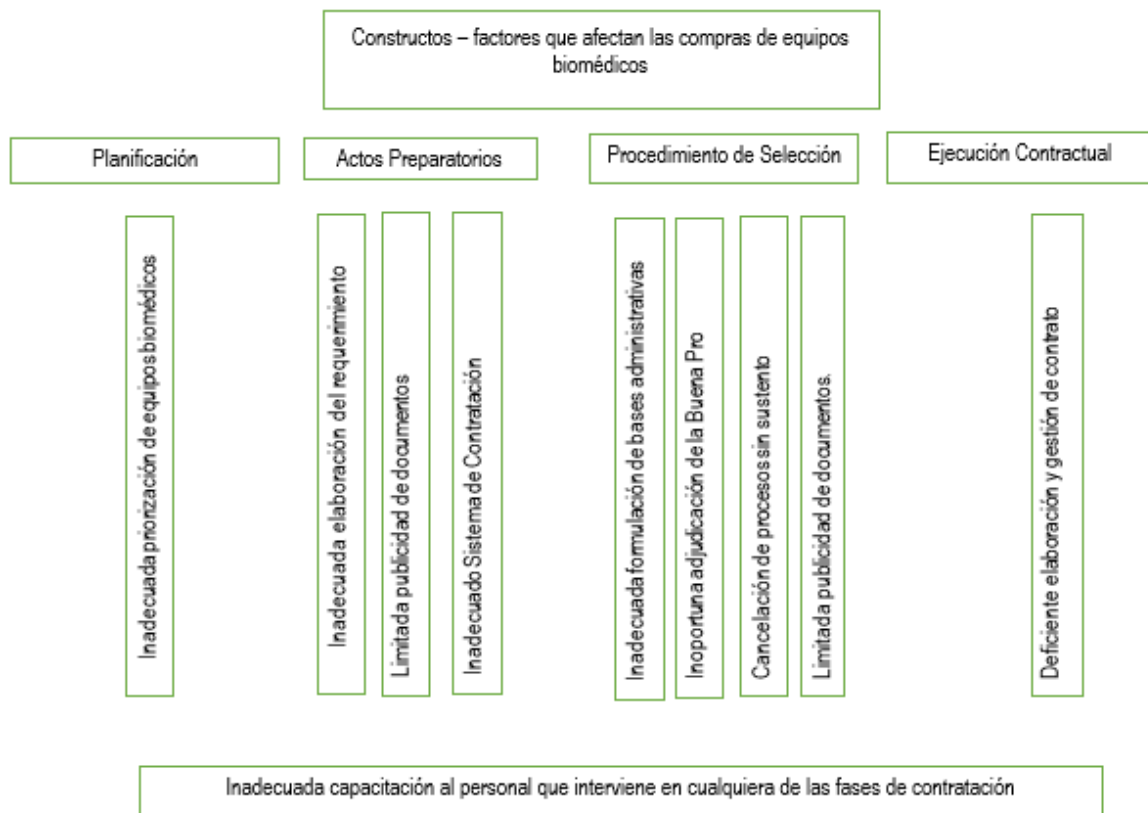 Constructos – factores que afectan las compras de equipos
biomédicos
Planificación
Actos Preparatorios
Procedimiento de Selección
Ejecución Contractual
Inadecuada priorización de equipos biomédicos
Inadecuada elaboración del requerimiento
Limitada publicidad de documentos
Inadecuado Sistema de Contratación
Inadecuada formulación de bases administrativas
Inoportuna adjudicación de la Buena Pro
Cancelación de procesos sin sustento
Limitada publicidad de documentos.
Deficiente elaboración y gestión de contrato
Inadecuada capacitación al personal que interviene en cualquiera de las fases de contratación